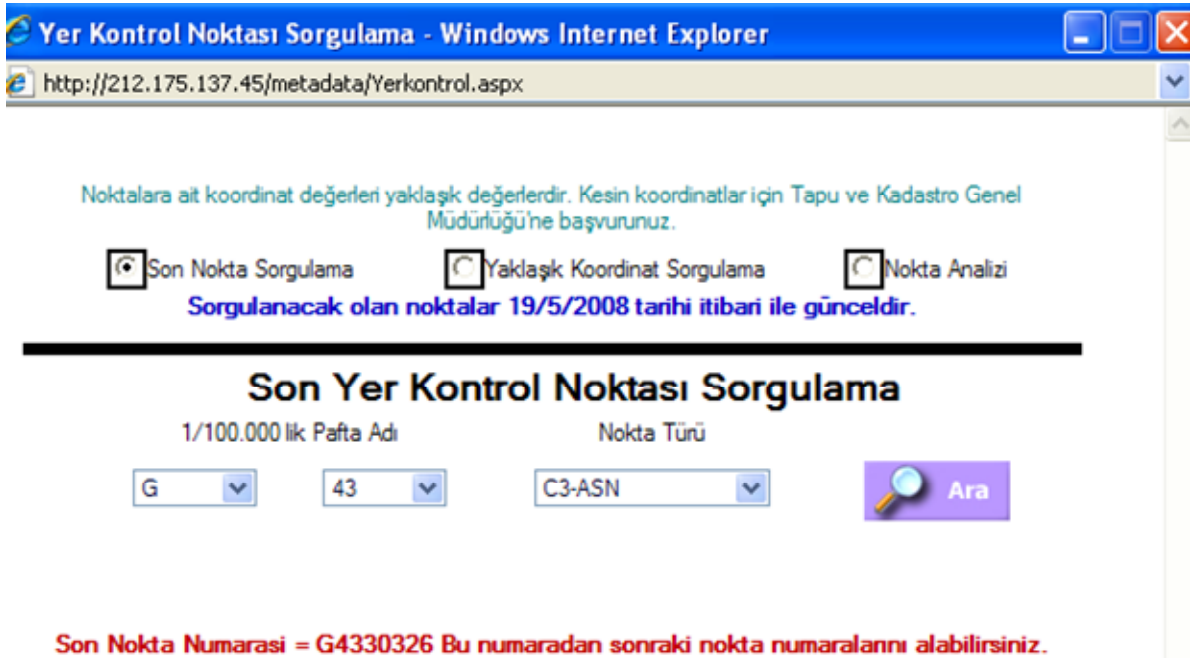 Yer Kontrol Noktası Sorgulama - Windows Internet Explorer
http://212.175.137.45/metadata/Yerkontrol.aspx
Noktalara ait koordinat değerleri yaklaşık değerlerdir. Kesin koordinatlar için Tapu ve Kadastro Genel
Müdürlüğü'ne başvurunuz.
Son Nokta Sorgulama Yaklaşık Koordinat Sorgulama Nokta Analizi
Sorgulanacak olan noktalar 19/5/2008 tarihi itibari ile günceldir.
Son Yer Kontrol Noktası Sorgulama
1/100.000 lik Pafta Adı Nokta Türü
G 43 C3-ASN Ara
Son Nokta Numarasi = G4330326 Bu numaradan sonraki nokta numaralarını alabilirsiniz.